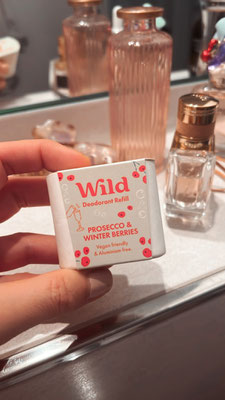 Wild
Deodorant Refill
PROSECCO &
WINTER BERRIES
Vegan friendly
& Aluminium free